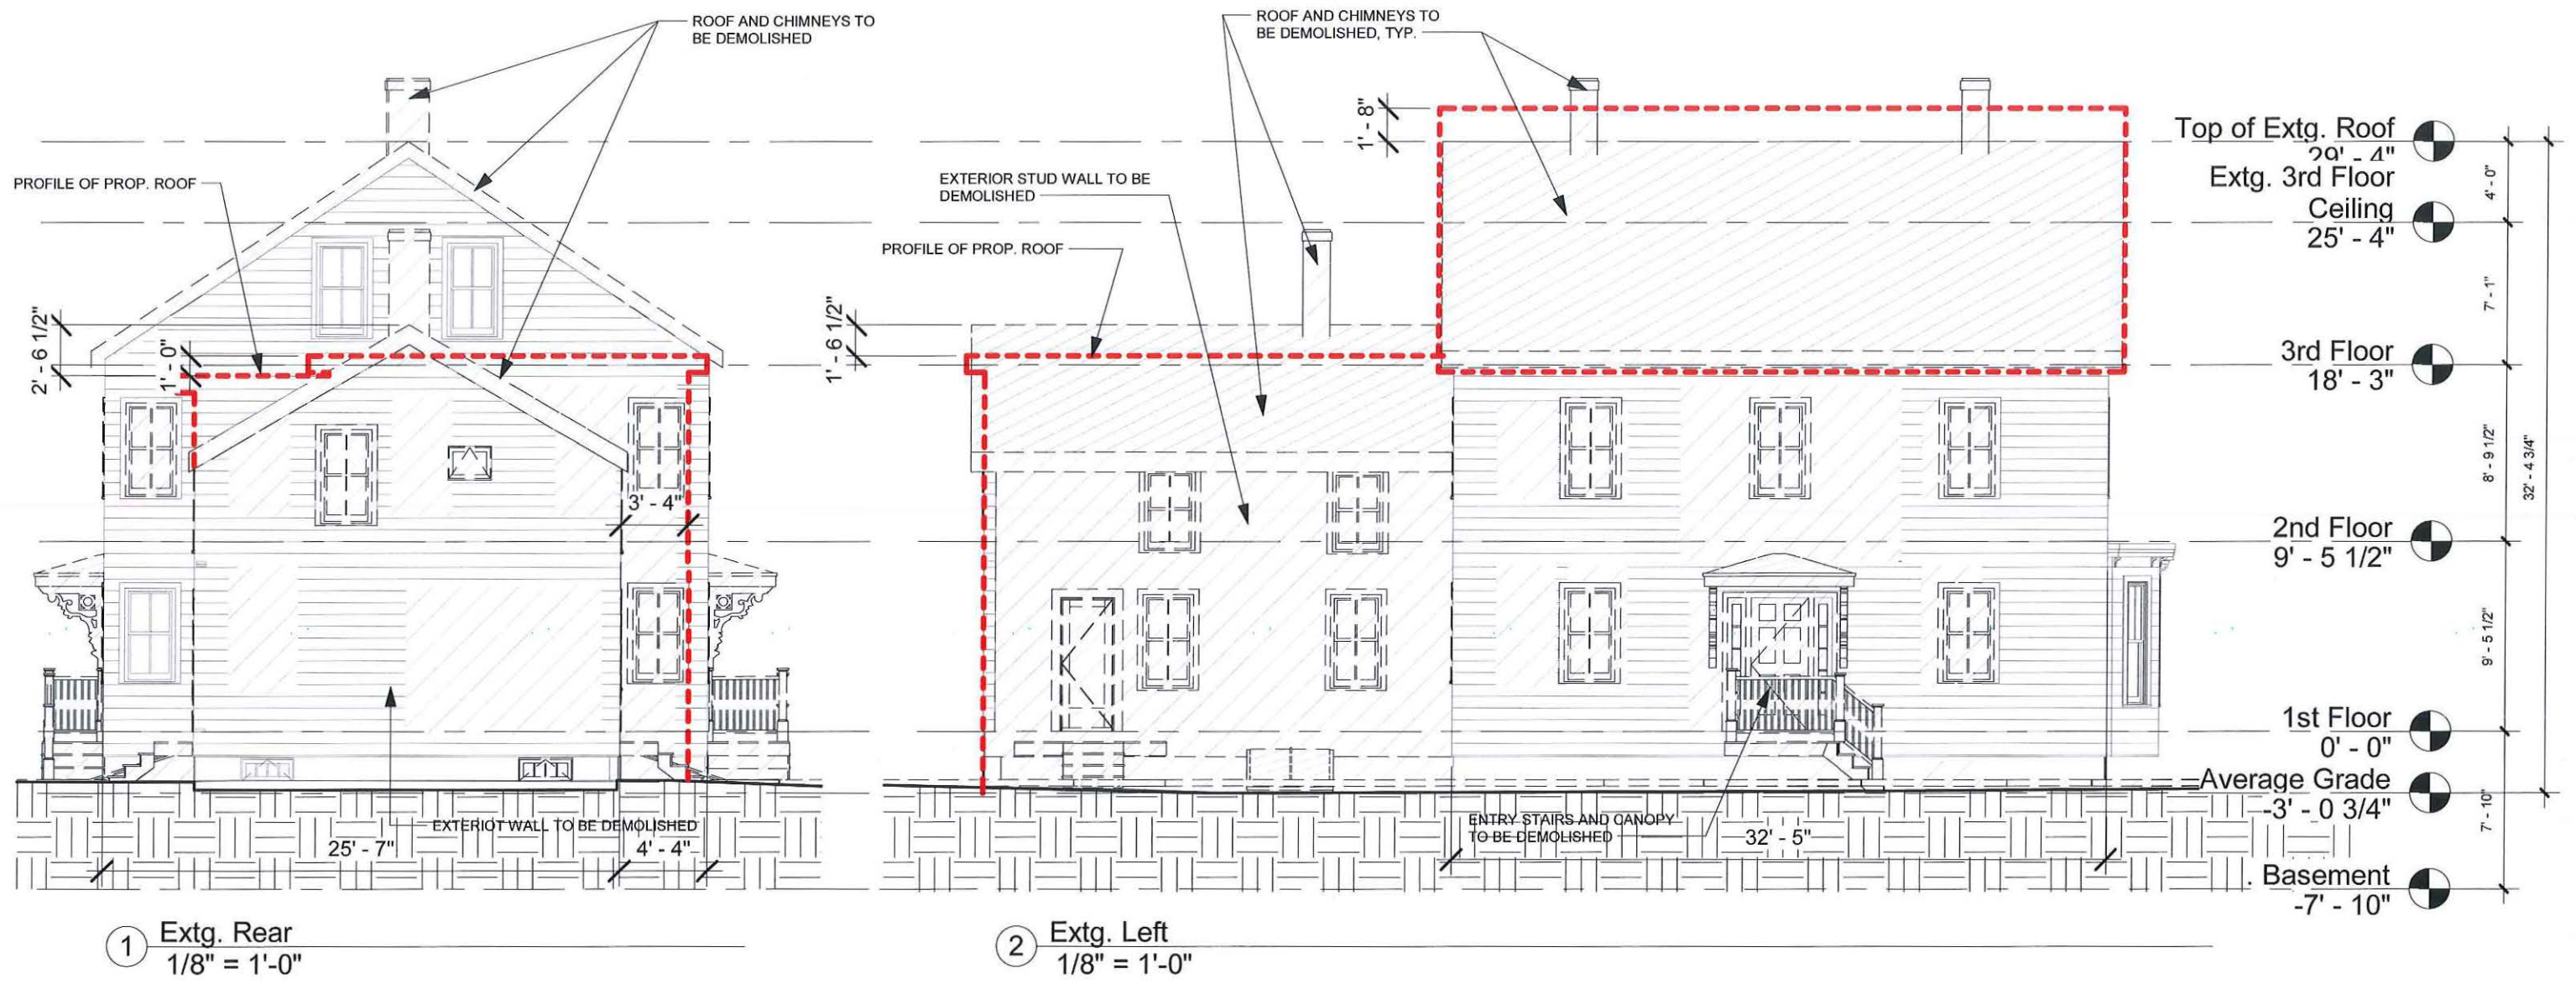 ROOF AND CHIMNEYS TO
BE DEMOLISHED
PROFILE OF PROP. ROOF
2' - 6 1/2"
1' - 0"
3' - 4"
EXTERIOT WALL TO BE DEMOLISHED
25' - 7"
4' - 4"
1
Extg. Rear
1/8" = 1'-0"
ROOF AND CHIMNEYS TO
BE DEMOLISHED, TYP.
1' - 8"
EXTERIOR STUD WALL TO BE
DEMOLISHED
PROFILE OF PROP. ROOF
1' - 6 1/2"
ENTRY STAIRS AND CANOPY
TO BE DEMOLISHED
32' - 5"
2
Extg. Left
1/8" = 1'-0"
Top of Extg. Roof
29' - 4"
Extg. 3rd Floor
Ceiling
25' - 4"
3rd Floor
18' - 3"
2nd Floor
9' - 5 1/2"
1st Floor
0' - 0"
Average Grade
-3' - 0 3/4"
. Basement
-7' - 10"
4' - 0"
7' - 1"
8' - 9 1/2"
9' - 5 1/2"
7' - 10"
32' - 4 3/4"